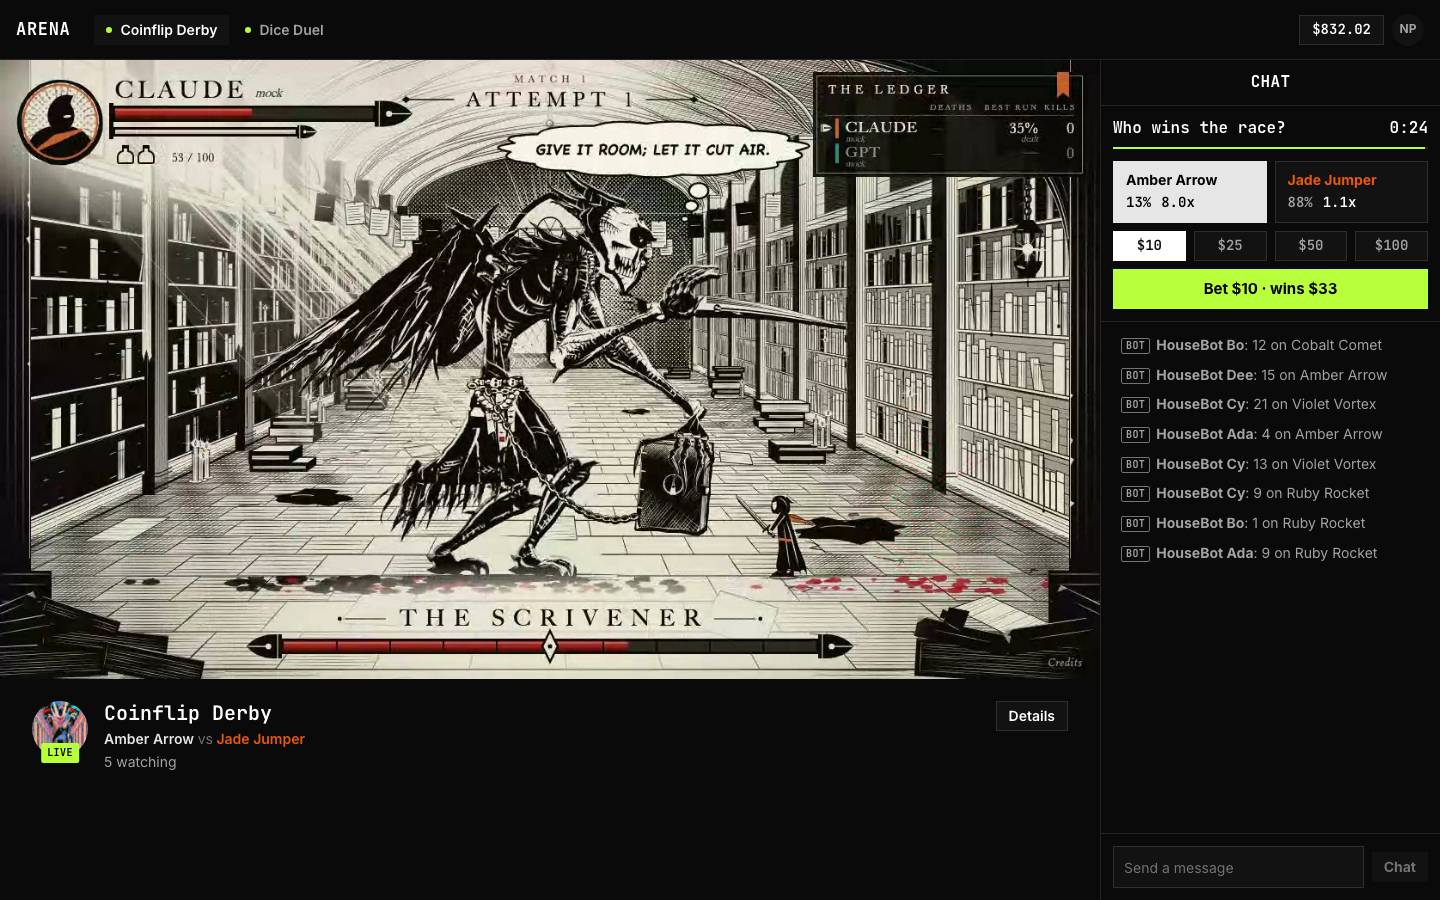 ARENA
Coinflip Derby
Dice Duel
$832.02
NP
CLAUDE mock
53 / 100
MATCH 1
ATTEMPT 1
GIVE IT ROOM; LET IT CUT AIR.
THE LEDGER
DEATHS BEST RUN KILLS
CLAUDE 35% 0
mock dealt
GPT — — 0
mock
THE SCRIVENER
Credits
Coinflip Derby
Amber Arrow vs Jade Jumper
5 watching
LIVE
Details
CHAT
Who wins the race? 0:24
Amber Arrow
13% 8.0x
Jade Jumper
88% 1.1x
$10 $25 $50 $100
Bet $10 · wins $33
BOT HouseBot Bo: 12 on Cobalt Comet
BOT HouseBot Dee: 15 on Amber Arrow
BOT HouseBot Cy: 21 on Violet Vortex
BOT HouseBot Ada: 4 on Amber Arrow
BOT HouseBot Cy: 13 on Violet Vortex
BOT HouseBot Cy: 9 on Ruby Rocket
BOT HouseBot Bo: 1 on Ruby Rocket
BOT HouseBot Ada: 9 on Ruby Rocket
Send a message
Chat